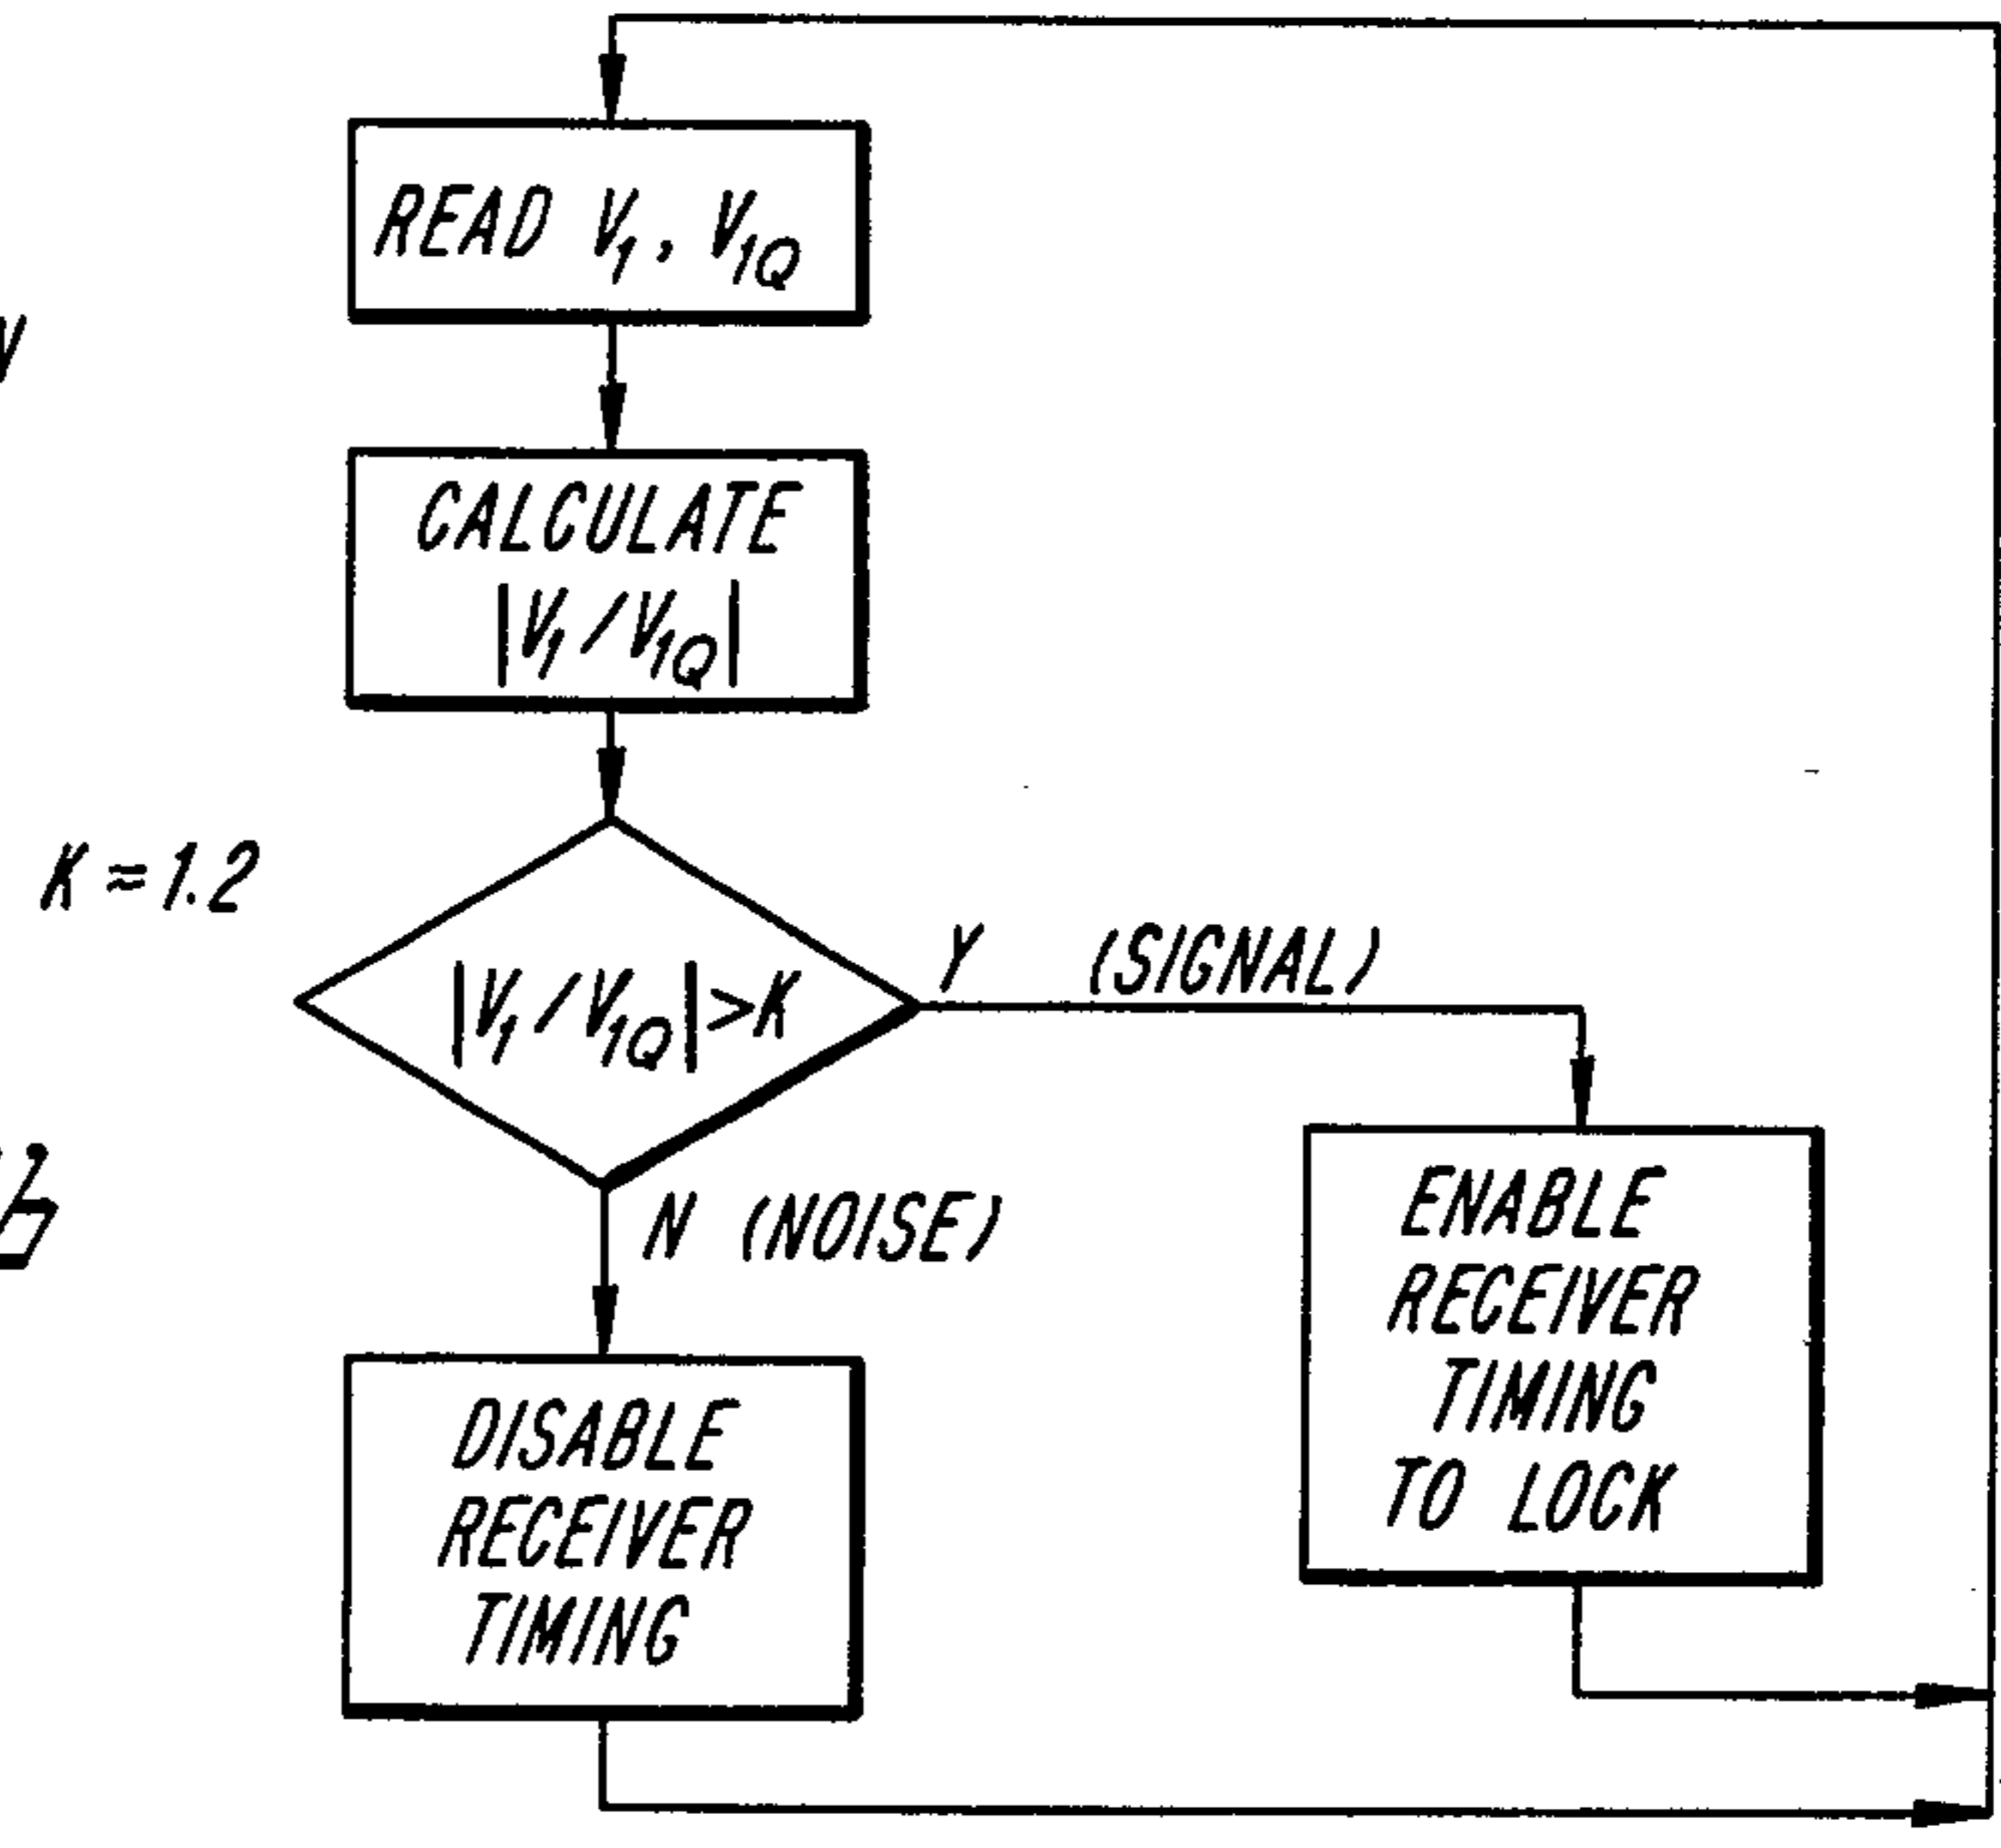 READ V₁, V₁Q
CALCULATE
|V₁/V₁Q|
K≈1.2
|V₁/V₁Q|>K
Y (SIGNAL)
N (NOISE)
ENABLE
RECEIVER
TIMING
TO LOCK
DISABLE
RECEIVER
TIMING